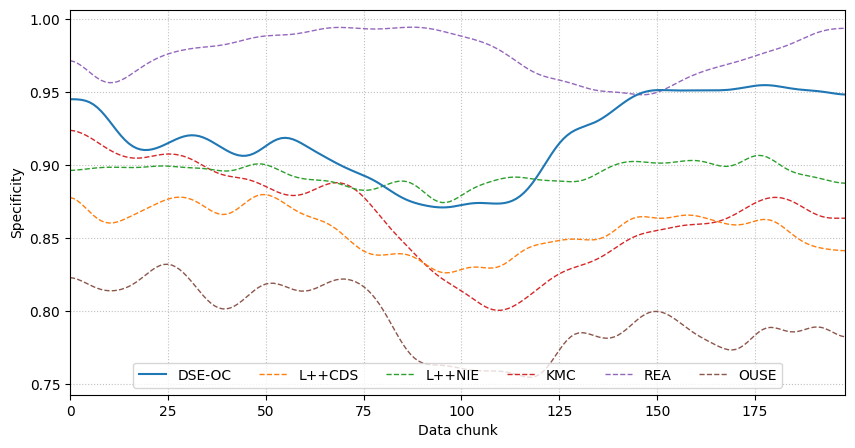 1.00
0.95
0.90
0.85
0.80
0.75
Specificity
DSE-OC L++CDS L++NIE KMC REA OUSE
0 25 50 75 100 125 150 175
Data chunk